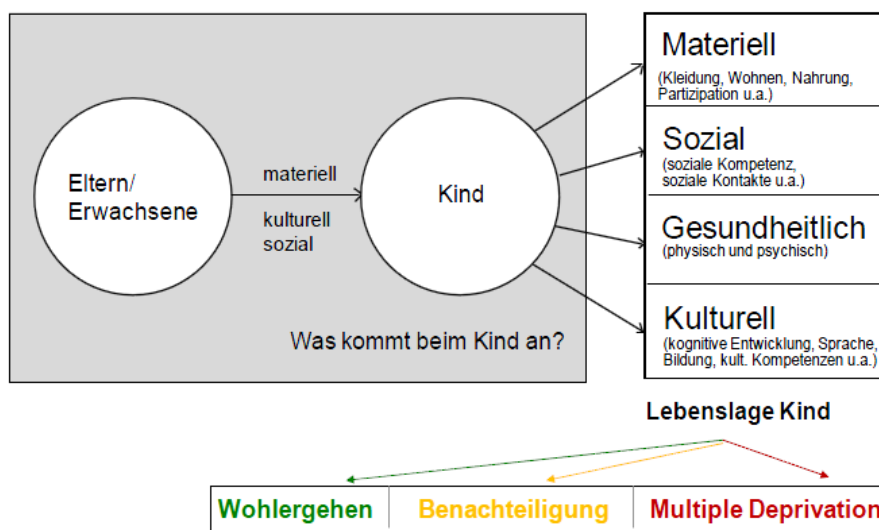 Eltern/
Erwachsene
materiell
kulturell
sozial
Kind
Was kommt beim Kind an?
Materiell
(Kleidung, Wohnen, Nahrung,
Partizipation u.a.)
Sozial
(soziale Kompetenz,
soziale Kontakte u.a.)
Gesundheitlich
(physisch und psychisch)
Kulturell
(kognitive Entwicklung, Sprache,
Bildung, kult. Kompetenzen u.a.)
Lebenslage Kind
Wohlergehen
Benachteiligung
Multiple Deprivation